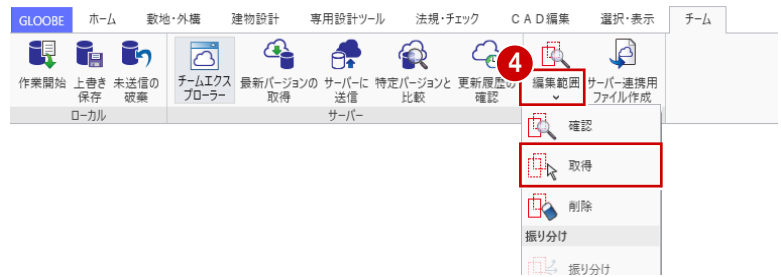 GLOOBE ホーム 敷地・外構 建物設計 専用設計ツール 法規・チェック CAD編集 選択・表示 チーム
4
作業開始 上書き保存 未送信の破棄 チームエクスプローラー 最新バージョンの取得 サーバーに送信 特定バージョンと比較 更新履歴の確認 編集範囲 サーバー連携用ファイル作成
ローカル サーバー
確認
取得
削除
振り分け
振り分け